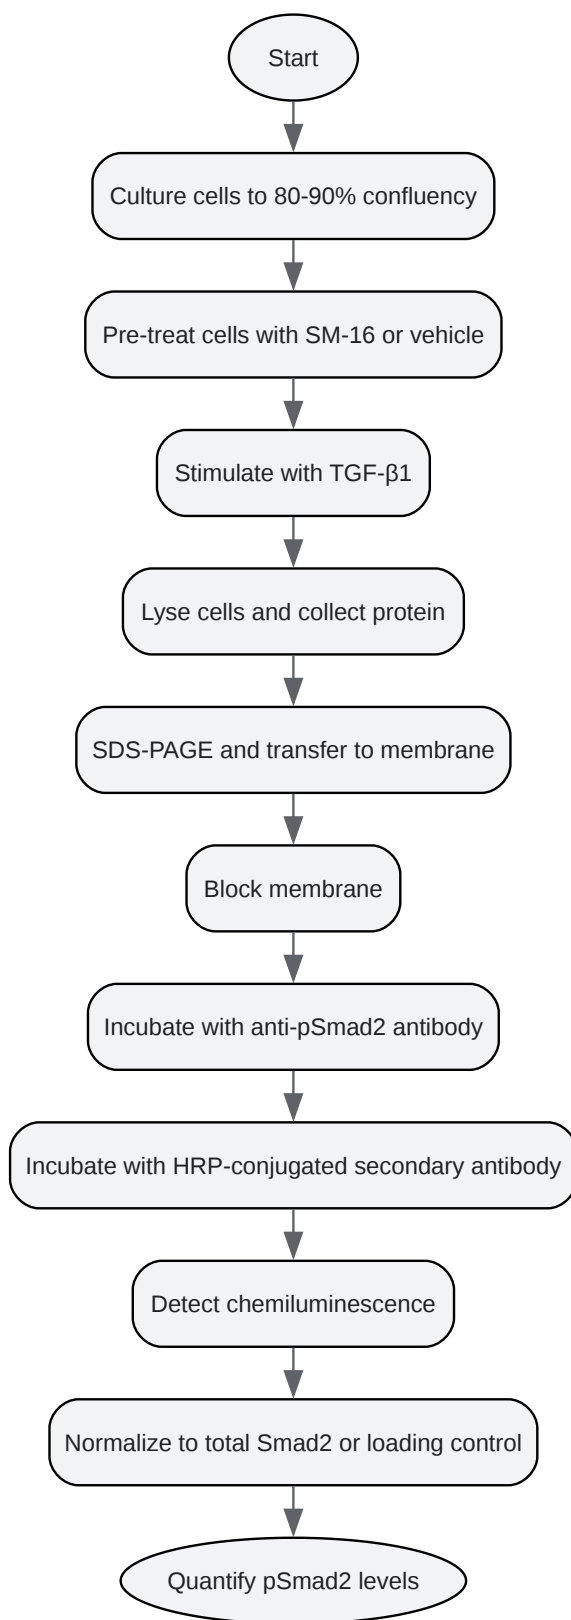 Start
Culture cells to 80-90% confluency
Pre-treat cells with SM-16 or vehicle
Stimulate with TGF-β1
Lyse cells and collect protein
SDS-PAGE and transfer to membrane
Block membrane
Incubate with anti-pSmad2 antibody
Incubate with HRP-conjugated secondary antibody
Detect chemiluminescence
Normalize to total Smad2 or loading control
Quantify pSmad2 levels